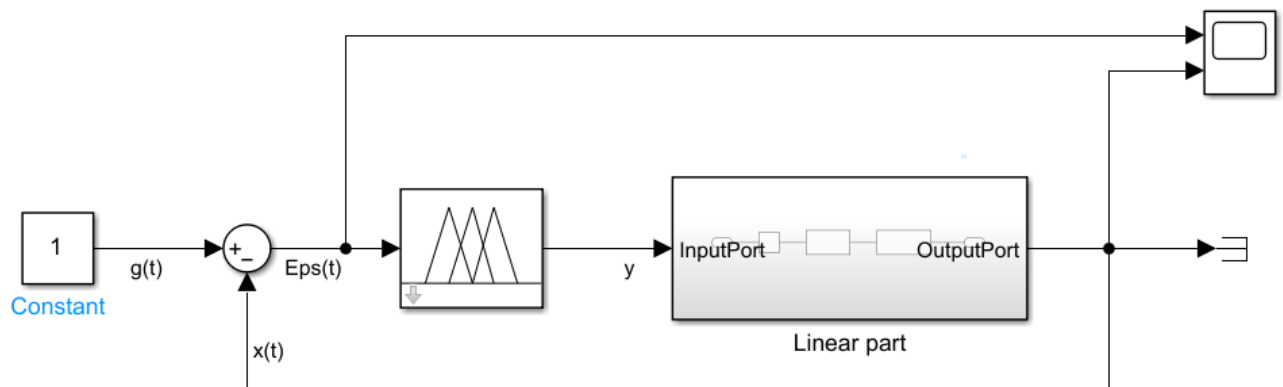 1
+
−
g(t)
Eps(t)
y
InputPort
OutputPort
Constant
x(t)
Linear part